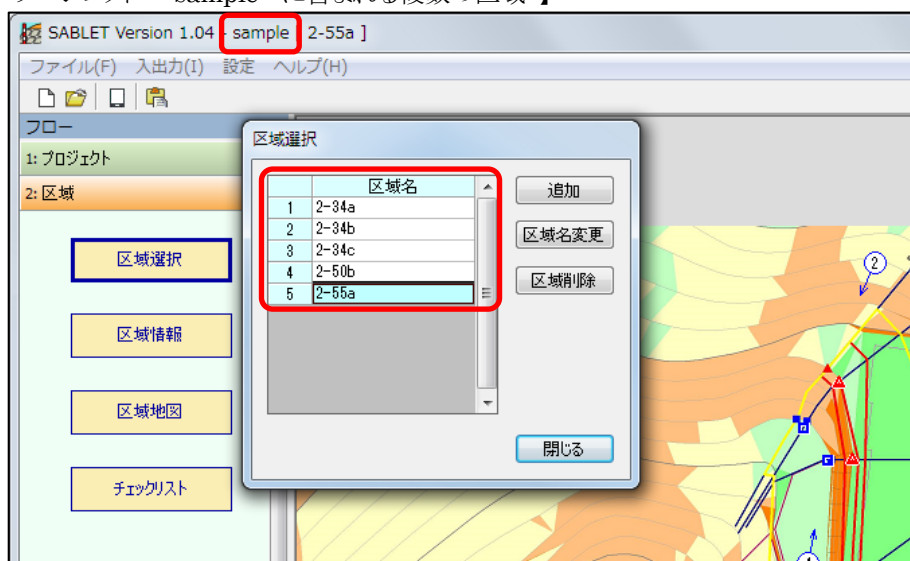 SABLET Version 1.04 - sample 2-55a ]
ファイル(F) 入出力(I) 設定 ヘルプ(H)
フロー
1: プロジェクト
2: 区域
区域選択
区域情報
区域地図
チェックリスト
区域選択
区域名
1 2-34a
2 2-34b
3 2-34c
4 2-50b
5 2-55a
追加
区域名変更
区域削除
閉じる
2